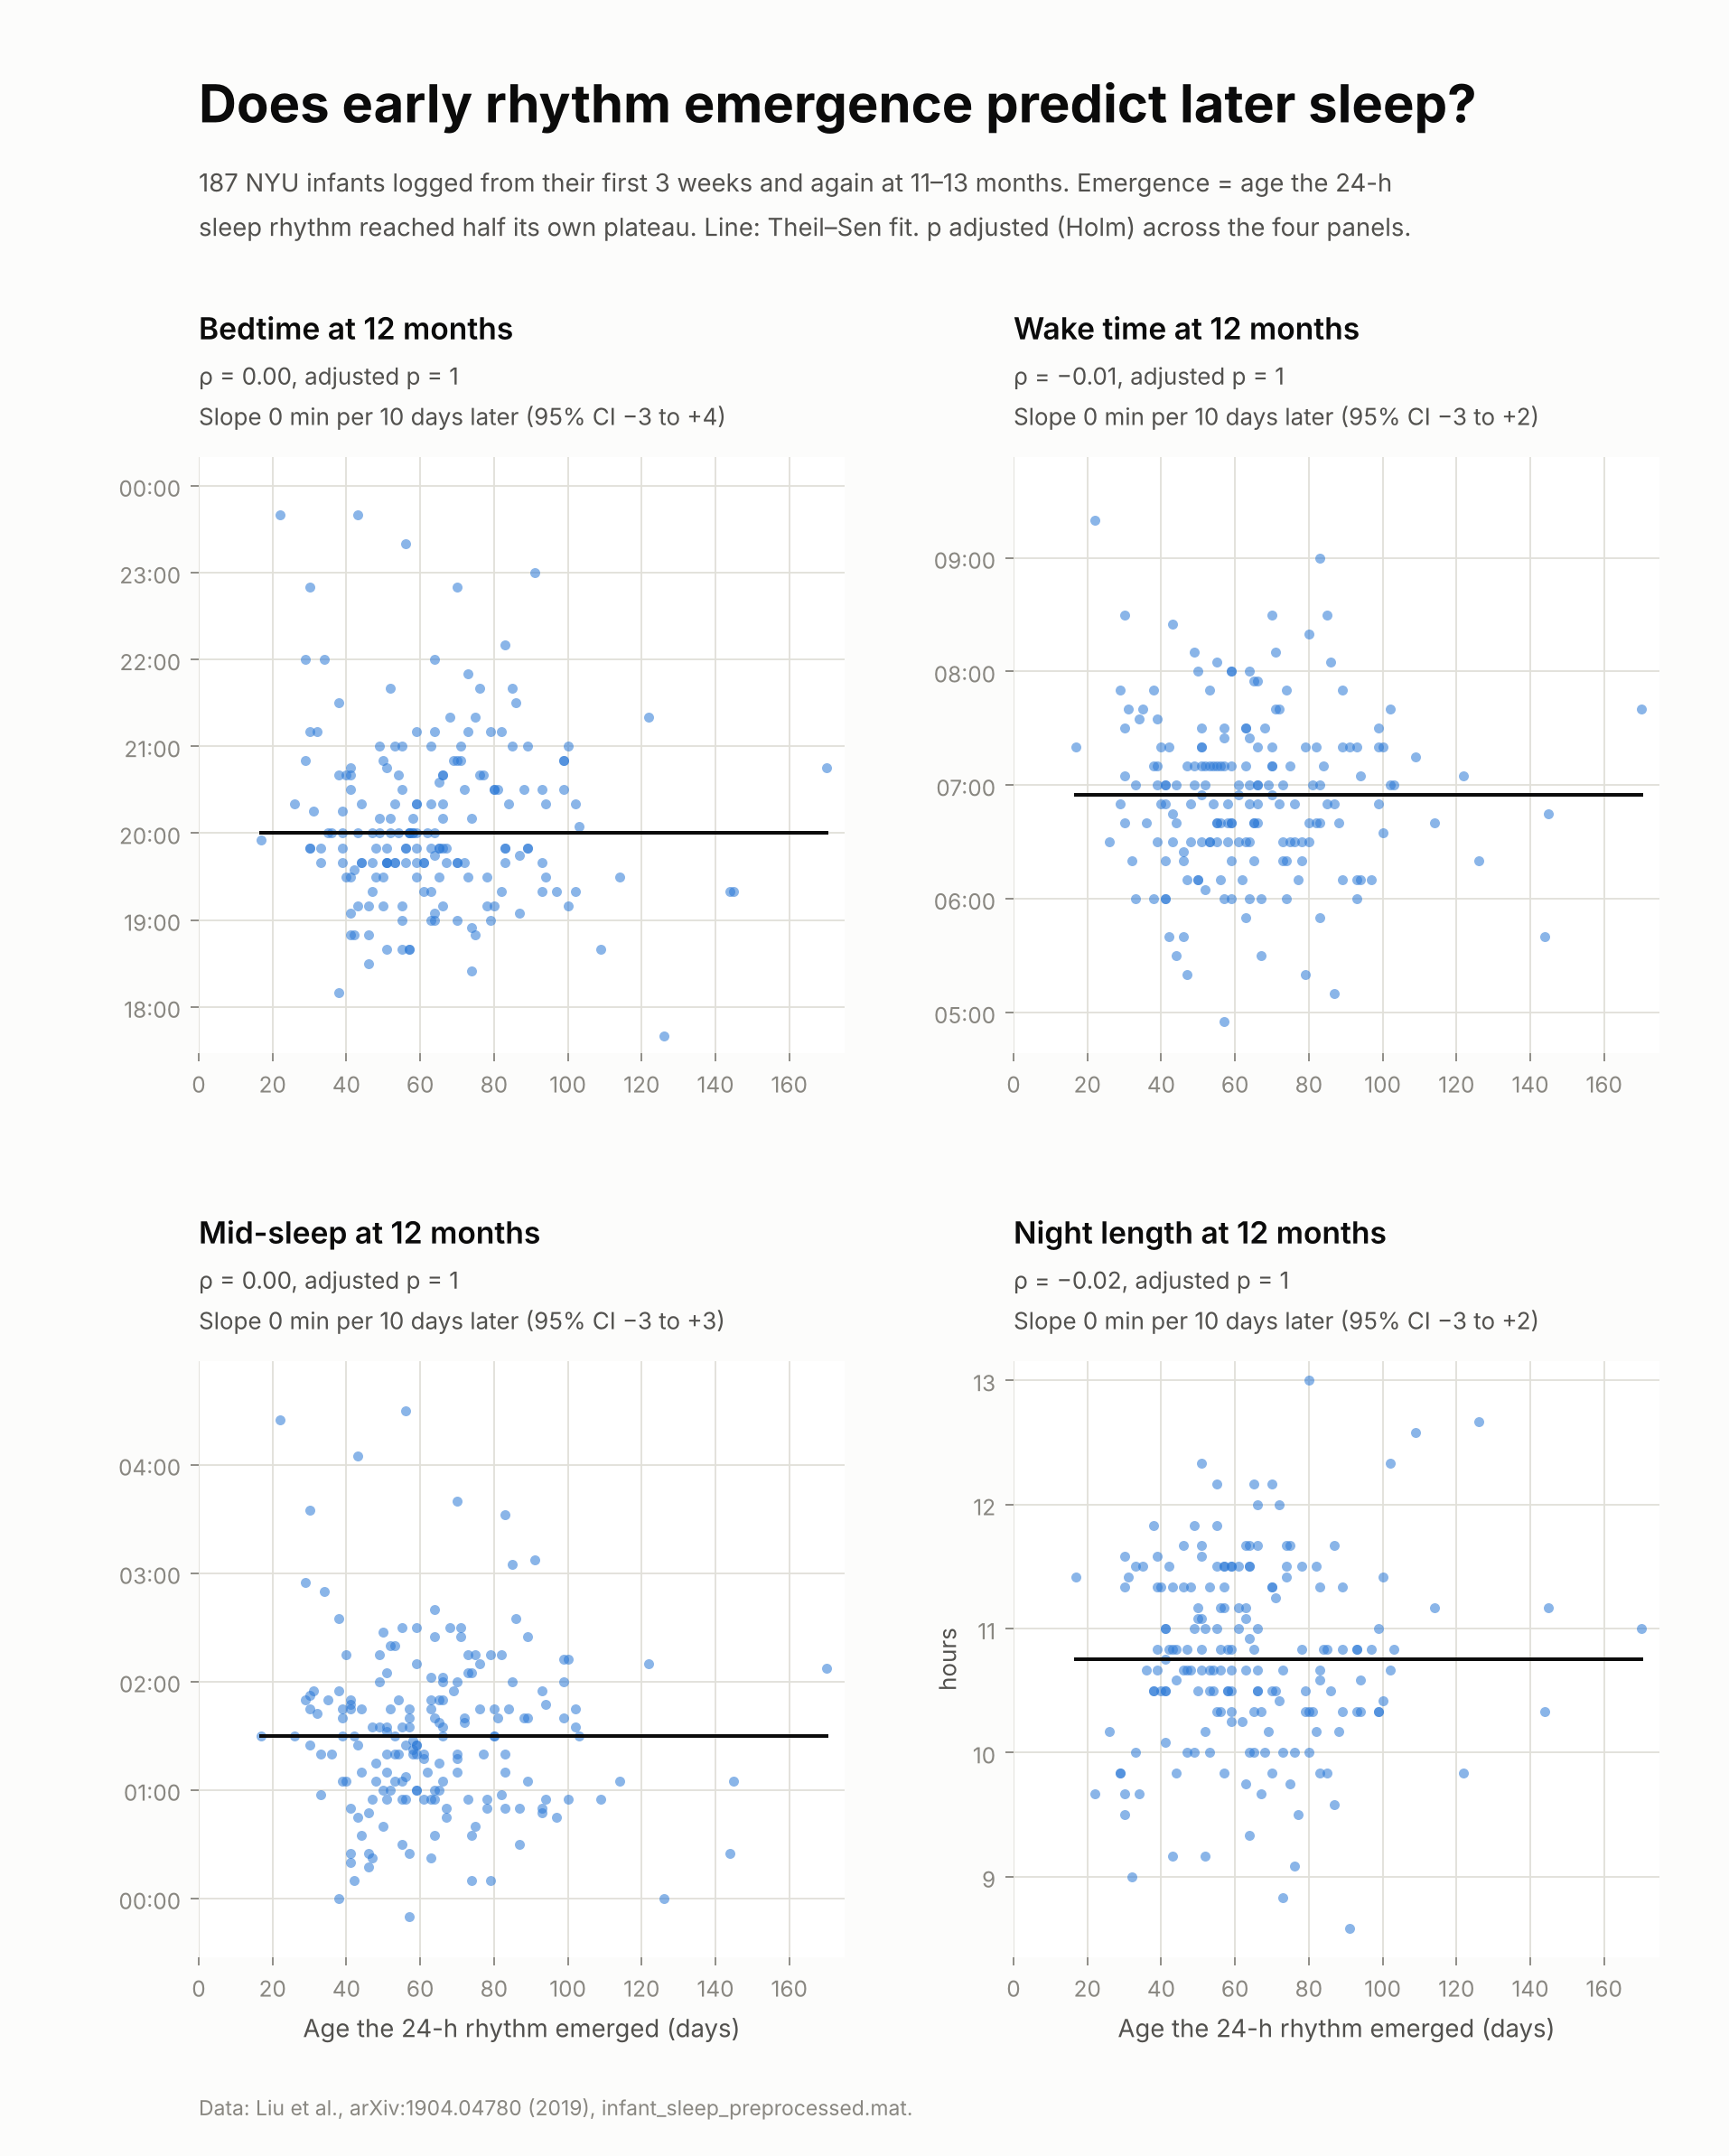 Does early rhythm emergence predict later sleep?
187 NYU infants logged from their first 3 weeks and again at 11–13 months. Emergence = age the 24-h
sleep rhythm reached half its own plateau. Line: Theil–Sen fit. p adjusted (Holm) across the four panels.
Bedtime at 12 months
ρ = 0.00, adjusted p = 1
Slope 0 min per 10 days later (95% CI −3 to +4)
00:00
23:00
22:00
21:00
20:00
19:00
18:00
0 20 40 60 80 100 120 140 160
Wake time at 12 months
ρ = −0.01, adjusted p = 1
Slope 0 min per 10 days later (95% CI −3 to +2)
09:00
08:00
07:00
06:00
05:00
0 20 40 60 80 100 120 140 160
Mid-sleep at 12 months
ρ = 0.00, adjusted p = 1
Slope 0 min per 10 days later (95% CI −3 to +3)
04:00
03:00
02:00
01:00
00:00
0 20 40 60 80 100 120 140 160
Age the 24-h rhythm emerged (days)
Night length at 12 months
ρ = −0.02, adjusted p = 1
Slope 0 min per 10 days later (95% CI −3 to +2)
hours
13
12
11
10
9
0 20 40 60 80 100 120 140 160
Age the 24-h rhythm emerged (days)
Data: Liu et al., arXiv:1904.04780 (2019), infant_sleep_preprocessed.mat.